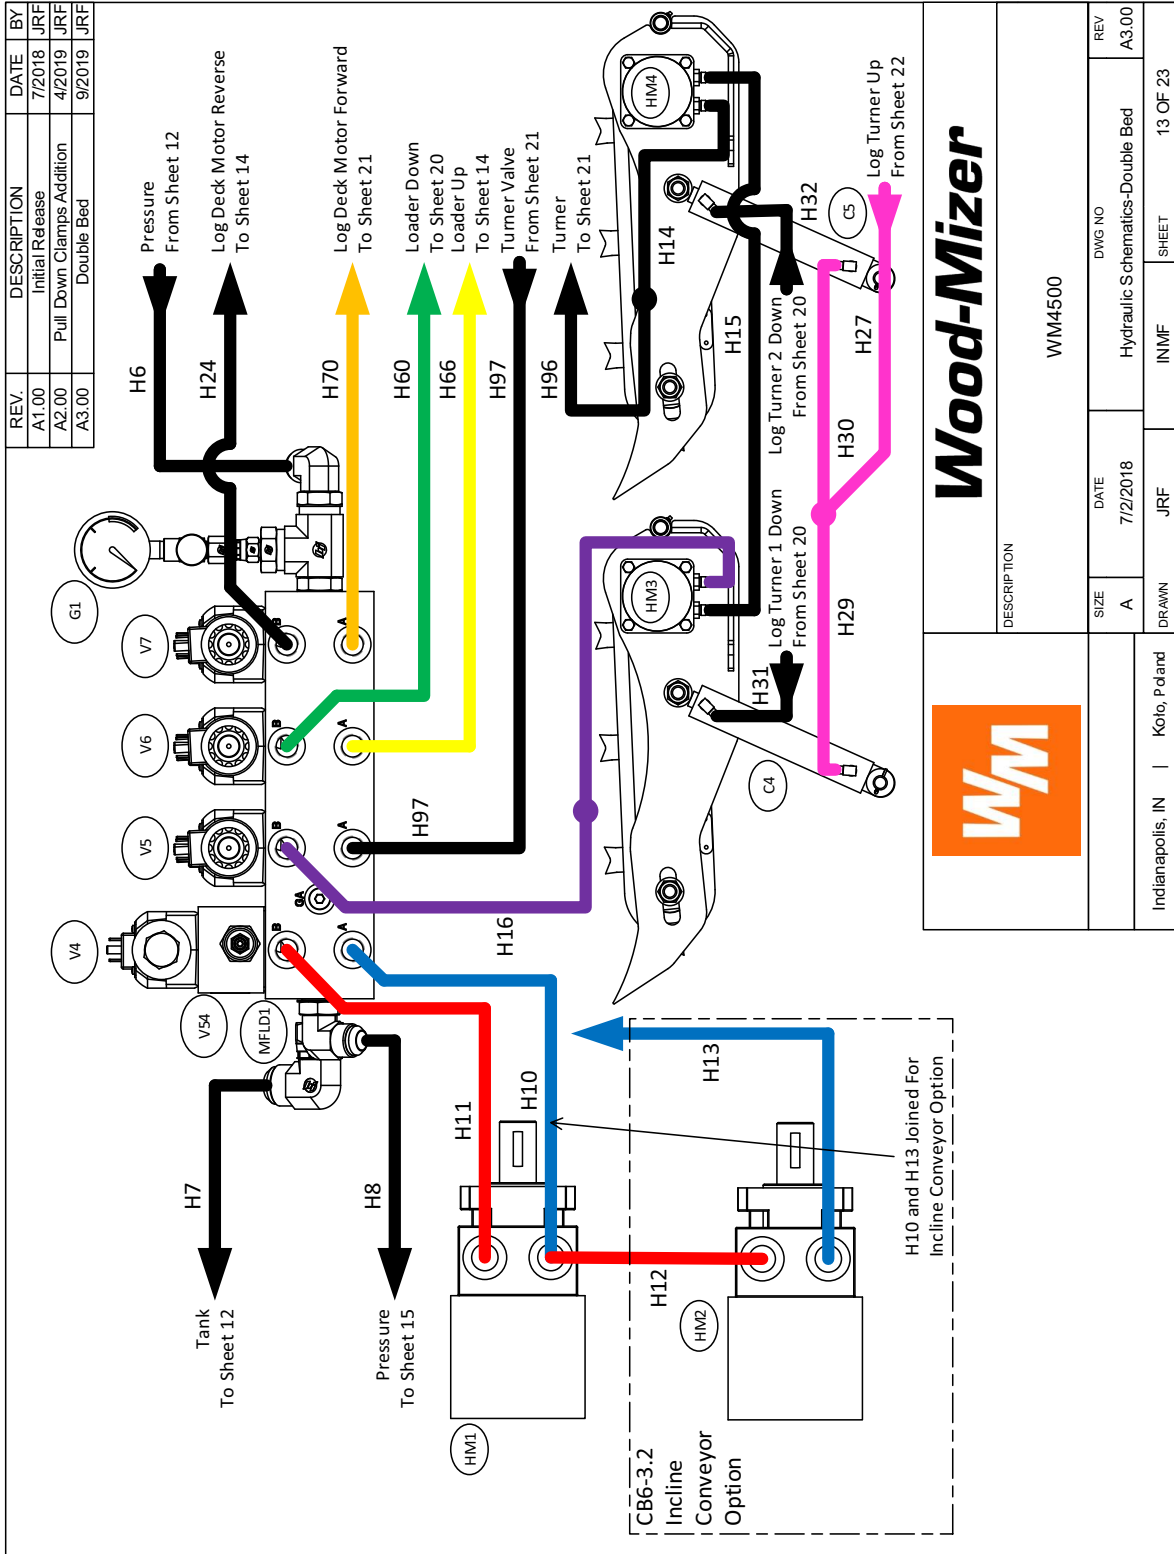 REV. DESCRIPTION DATE BY
A1.00 Initial Release 7/2018 JRF
A2.00 Pull Down Clamps Addition 4/2019 JRF
A3.00 Double Bed 9/2019 JRF
Tank
To Sheet 12
H7
Pressure
To Sheet 15
H8
V4
V54
MFLD1
V5
V6
V7
G1
B
A
B
A
B
A
B
A
GA
H6
Pressure
From Sheet 12
H24
Log Deck Motor Reverse
To Sheet 14
H70
Log Deck Motor Forward
To Sheet 21
H60
Loader Down
To Sheet 20
H66
Loader Up
To Sheet 14
H97
H97
Turner Valve
From Sheet 21
H96
Turner
To Sheet 21
H11
H10
H16
HM1
H12
H13
HM2
CB6-3.2
Incline
Conveyor
Option
H10 and H13 Joined For
Incline Conveyor Option
HM3
HM4
H14
H15
H31
Log Turner 1 Down
From Sheet 20
H32
Log Turner 2 Down
From Sheet 20
C4
C5
H29
H30
H27
Log Turner Up
From Sheet 22
WM
Wood-Mizer
Indianapolis, IN | Koło, Poland
DESCRIPTION
WM4500
SIZE
A
DATE
7/2/2018
DWG NO
Hydraulic Schematics-Double Bed
REV
A3.00
DRAWN
JRF
INMF
SHEET
13 OF 23